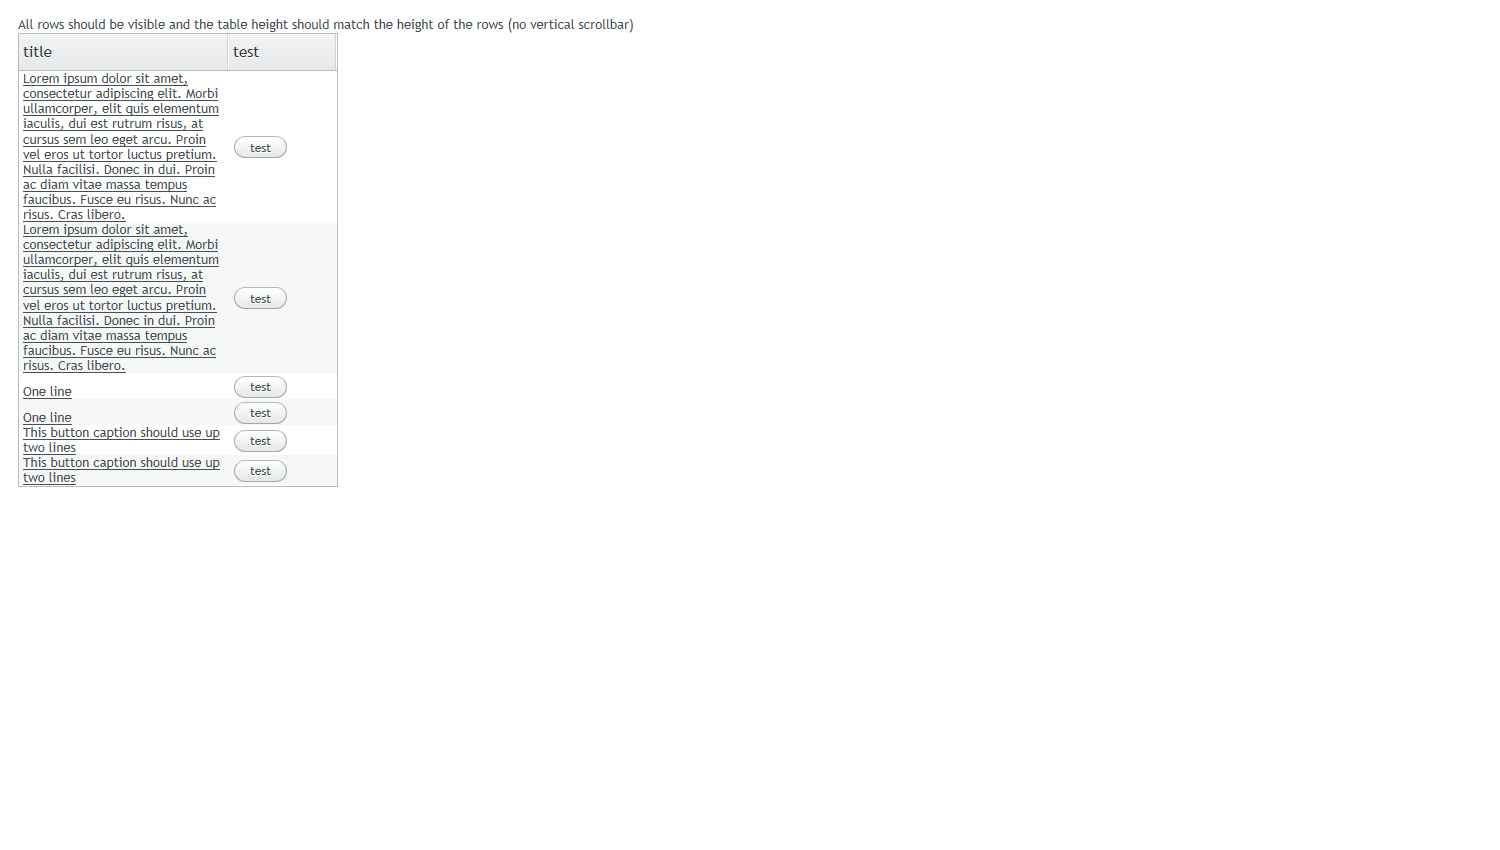 All rows should be visible and the table height should match the height of the rows (no vertical scrollbar)
title test
Lorem ipsum dolor sit amet,
consectetur adipiscing elit. Morbi
ullamcorper, elit quis elementum
iaculis, dui est rutrum risus, at
cursus sem leo eget arcu. Proin
vel eros ut tortor luctus pretium.
Nulla facilisi. Donec in dui. Proin
ac diam vitae massa tempus
faucibus. Fusce eu risus. Nunc ac
risus. Cras libero.
test
Lorem ipsum dolor sit amet,
consectetur adipiscing elit. Morbi
ullamcorper, elit quis elementum
iaculis, dui est rutrum risus, at
cursus sem leo eget arcu. Proin
vel eros ut tortor luctus pretium.
Nulla facilisi. Donec in dui. Proin
ac diam vitae massa tempus
faucibus. Fusce eu risus. Nunc ac
risus. Cras libero.
test
One line test
One line test
This button caption should use up
two lines
test
This button caption should use up
two lines
test